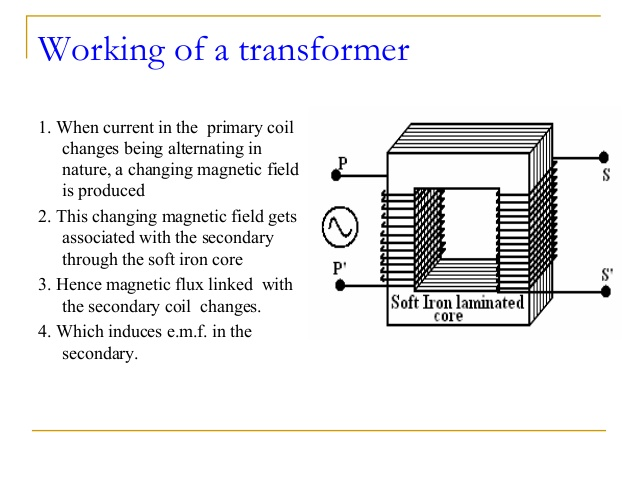 Working of a transformer
1. When current in the  primary coil
changes being alternating in
nature, a changing magnetic field
is produced
2. This changing magnetic field gets
associated with the secondary
through the soft iron core
3. Hence magnetic flux linked  with
the secondary coil  changes.
4. Which induces e.m.f. in the
secondary.
P
S
P'
S'
Soft Iron laminated
core